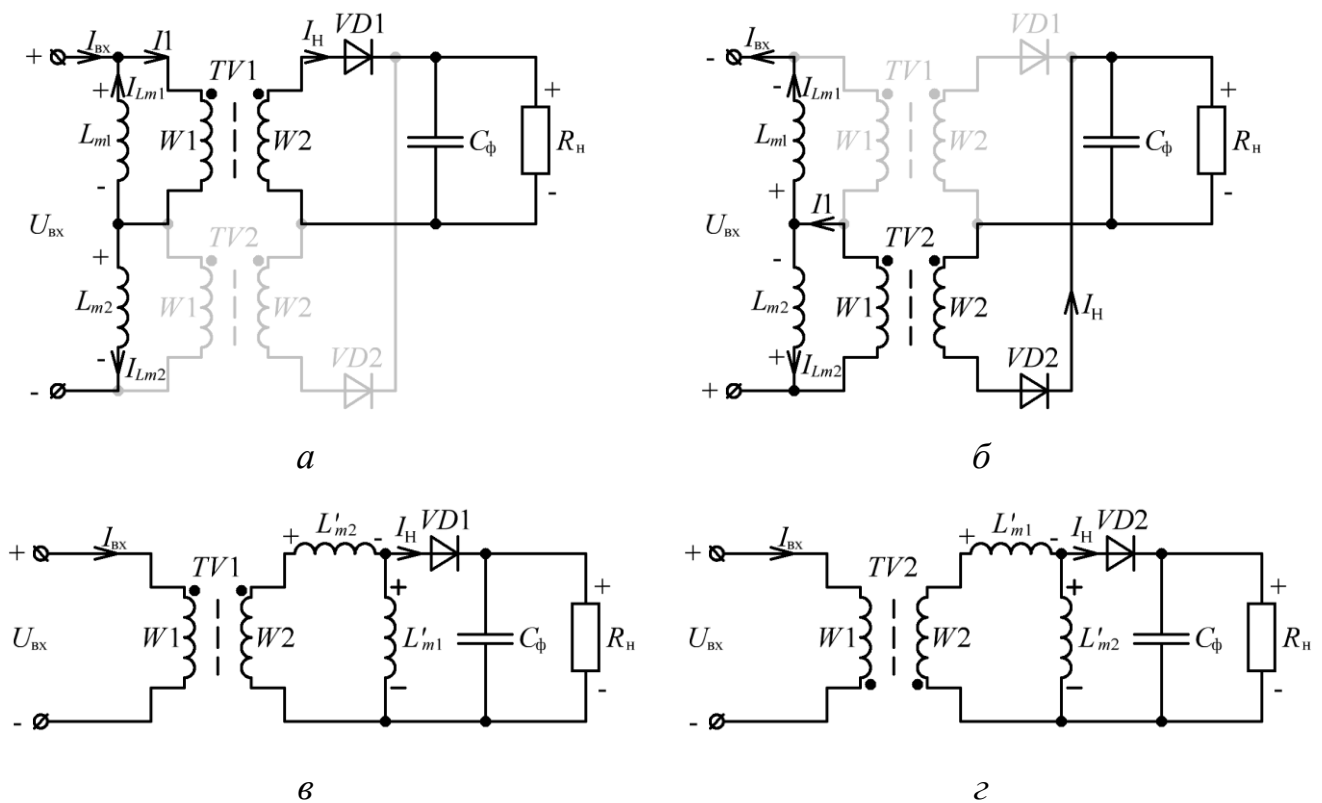 VD1
Iвх I1 Iн
+ TV1
+ ILm1 +
Lm1 W1 W2 Cф Rн
- -
Uвх TV2
+
Lm2 W1 W2
- ILm2 VD2
-
а
VD1
Iвх
- TV1
- ILm1 +
Lm1 W1 W2 Cф Rн
+ I1 -
Uвх TV2
-
Lm2 W1 W2 Iн
+ ILm2 VD2
+
б
L'm2 Iн VD1
Iвх + -
+ TV1 + +
Uвх W1 W2 L'm1 Cф Rн
- - -
в
L'm1 Iн VD2
Iвх + -
+ TV2 + +
Uвх W1 W2 L'm2 Cф Rн
- - -
г